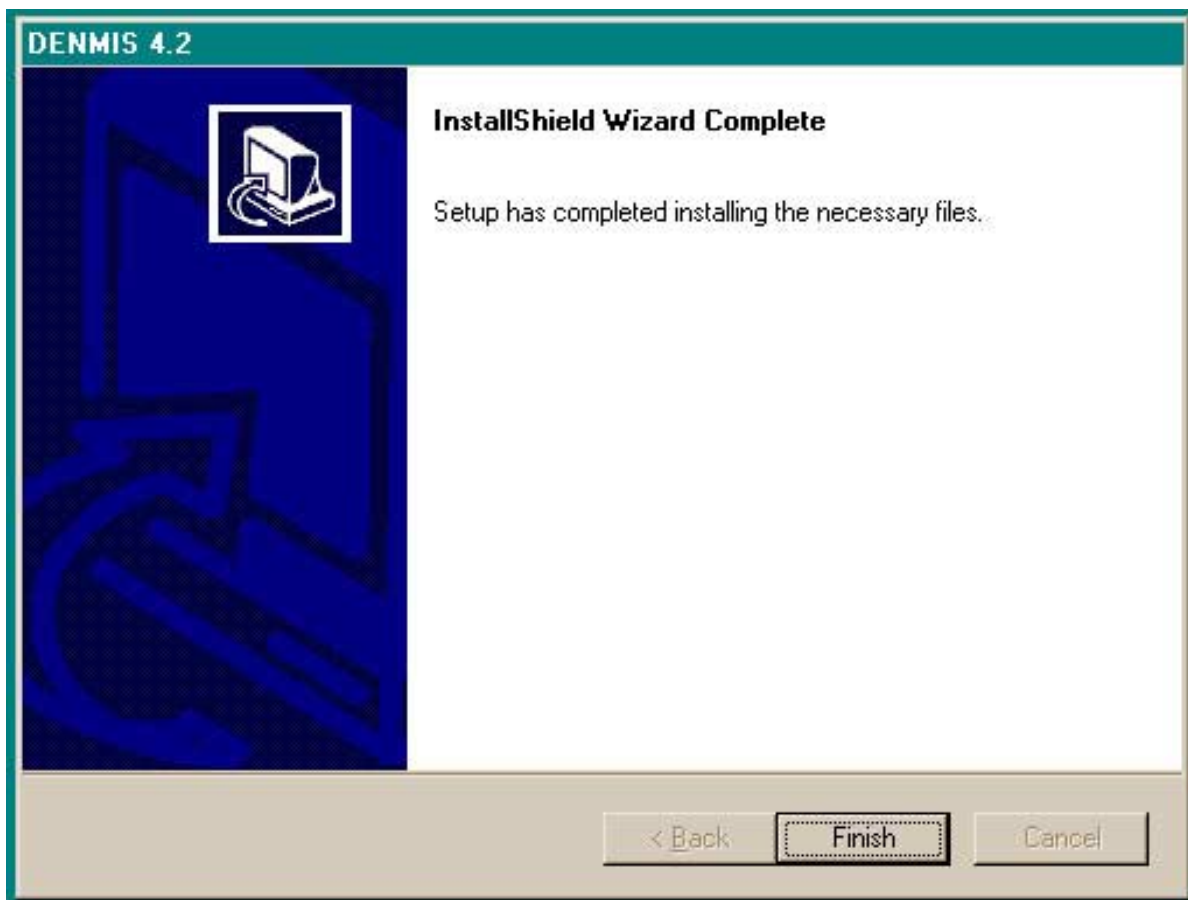 DENMIS 4.2
InstallShield Wizard Complete
Setup has completed installing the necessary files.
< Back
Finish
Cancel